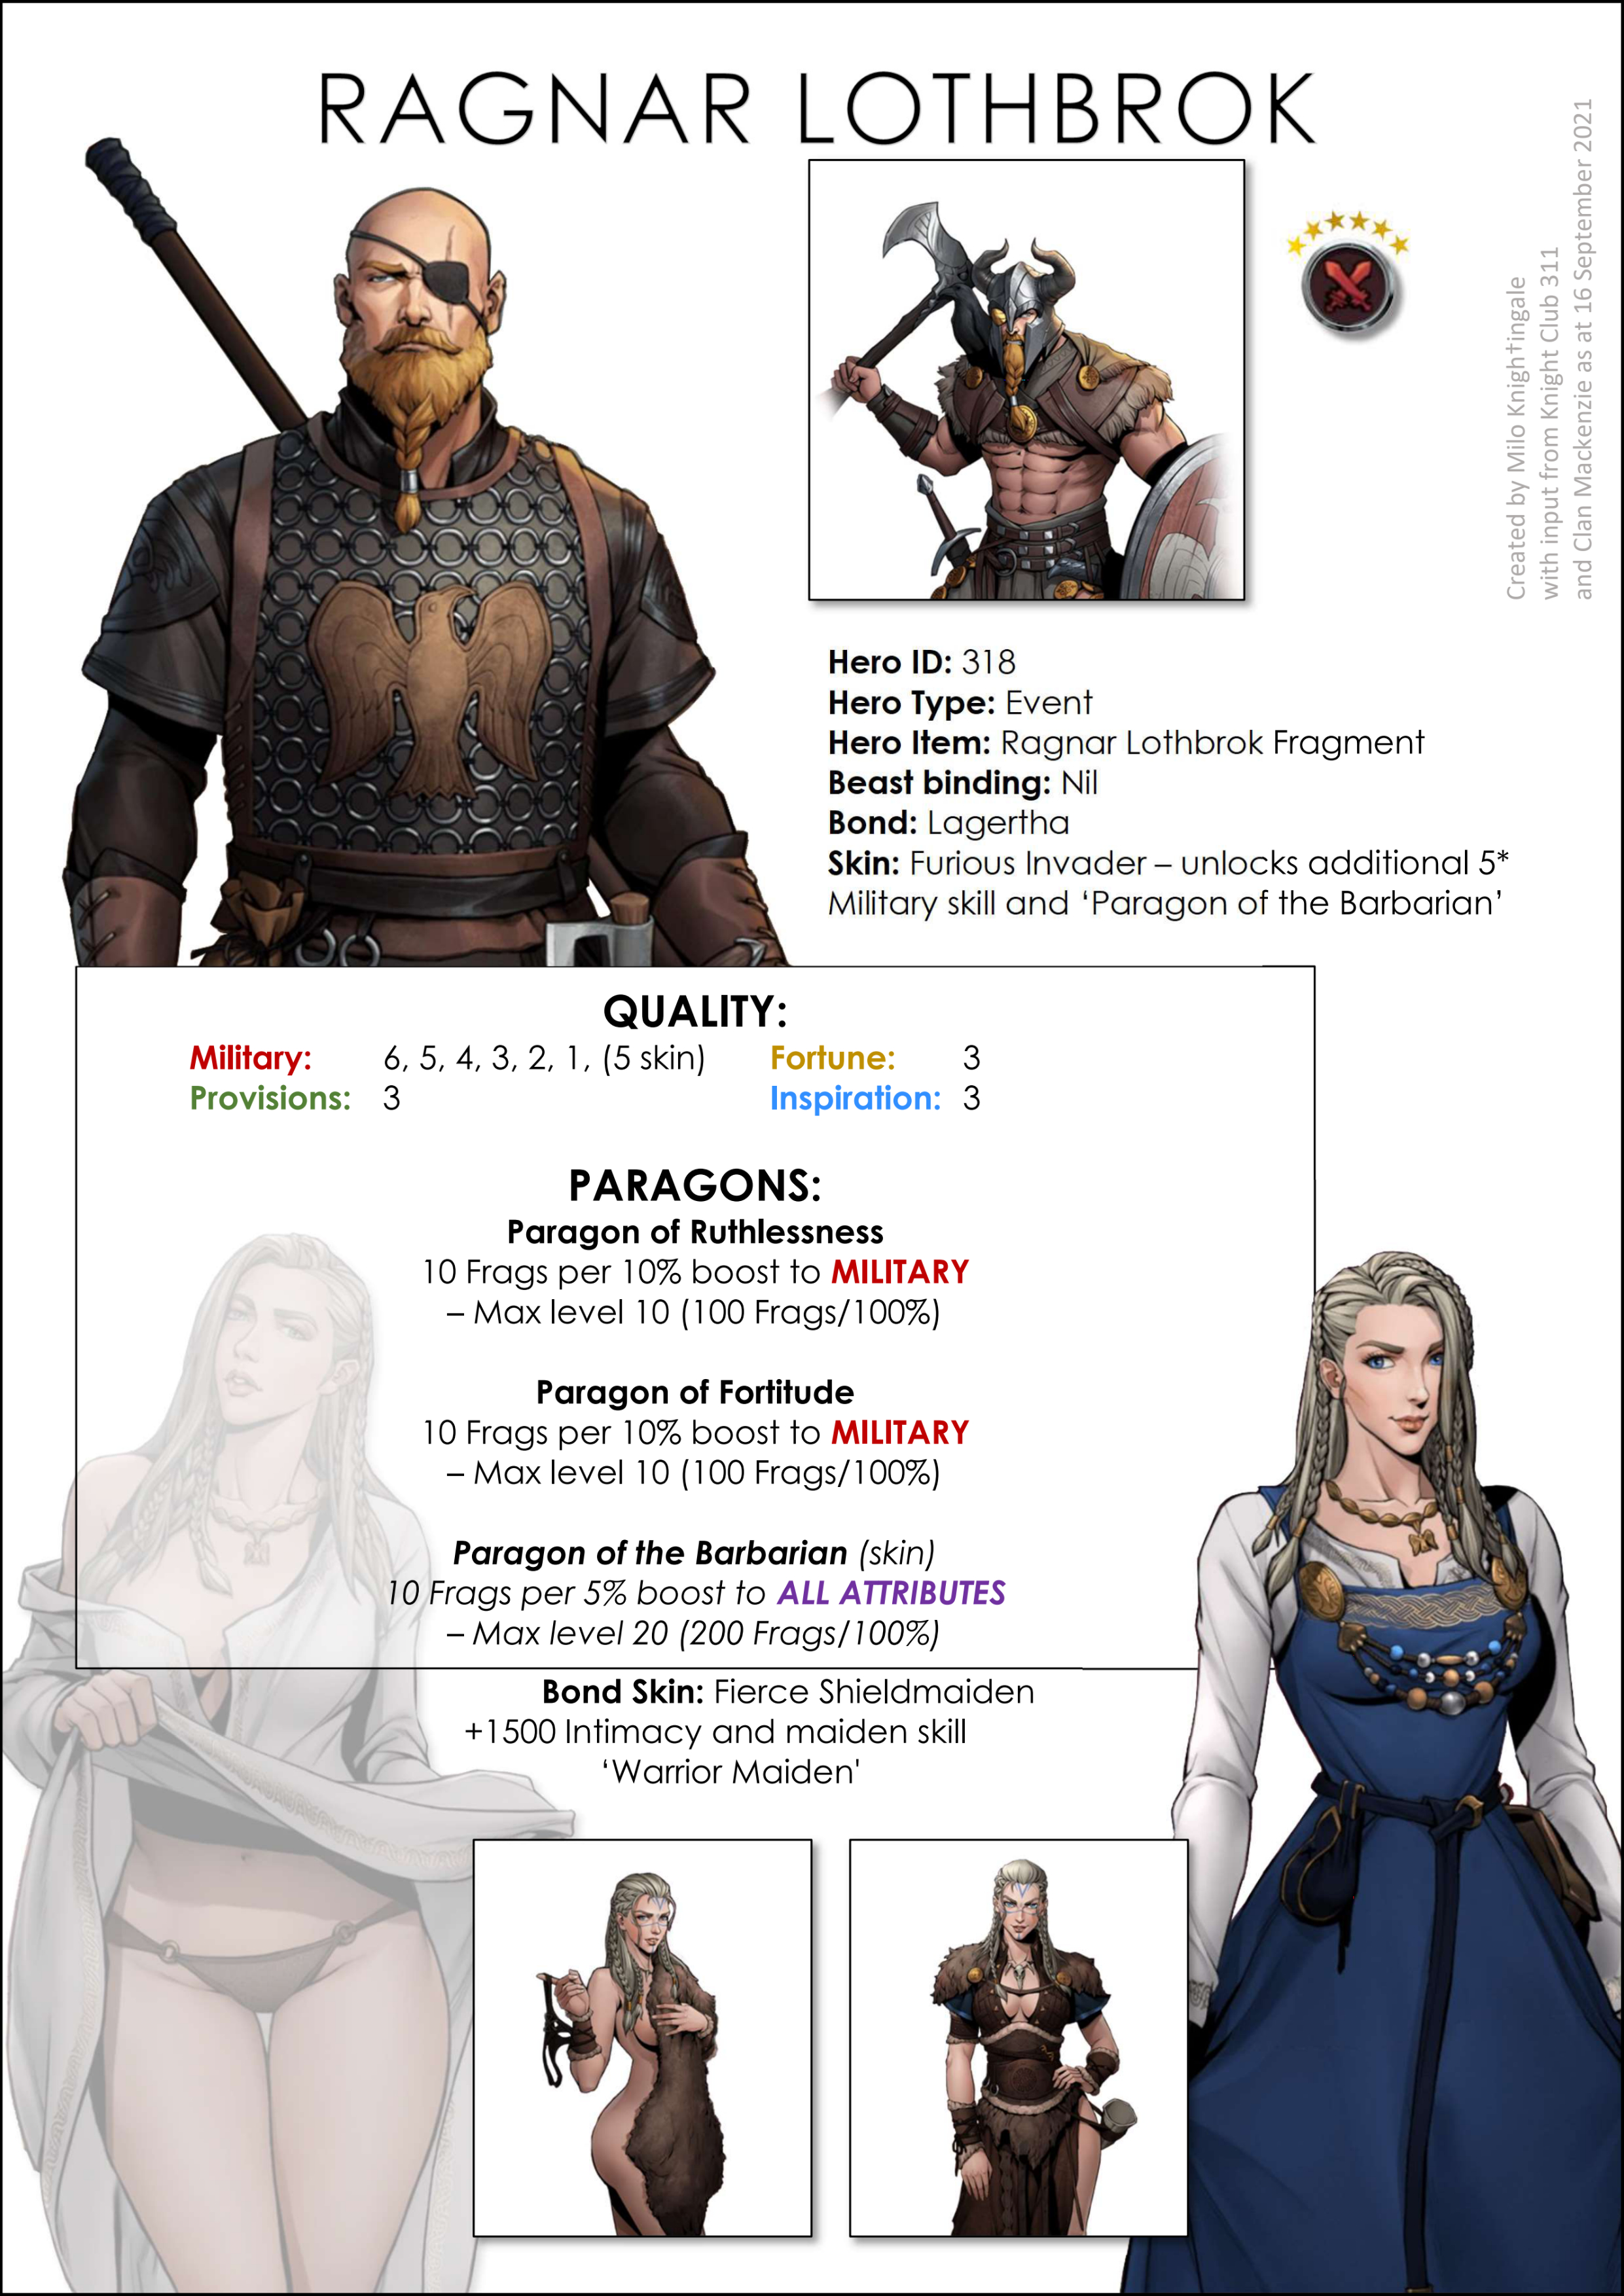 RAGNAR LOTHBROK
Created by Milo Knigh†ingale
with input from Knight Club 311
and Clan Mackenzie as at 16 September 2021
Hero ID: 318
Hero Type: Event
Hero Item: Ragnar Lothbrok Fragment
Beast binding: Nil
Bond: Lagertha
Skin: Furious Invader – unlocks additional 5*
Military skill and ‘Paragon of the Barbarian’
QUALITY:
Military: 6, 5, 4, 3, 2, 1, (5 skin) Fortune: 3
Provisions: 3 Inspiration: 3
PARAGONS:
Paragon of Ruthlessness
10 Frags per 10% boost to MILITARY
– Max level 10 (100 Frags/100%)
Paragon of Fortitude
10 Frags per 10% boost to MILITARY
– Max level 10 (100 Frags/100%)
Paragon of the Barbarian (skin)
10 Frags per 5% boost to ALL ATTRIBUTES
– Max level 20 (200 Frags/100%)
Bond Skin: Fierce Shieldmaiden
+1500 Intimacy and maiden skill
‘Warrior Maiden'